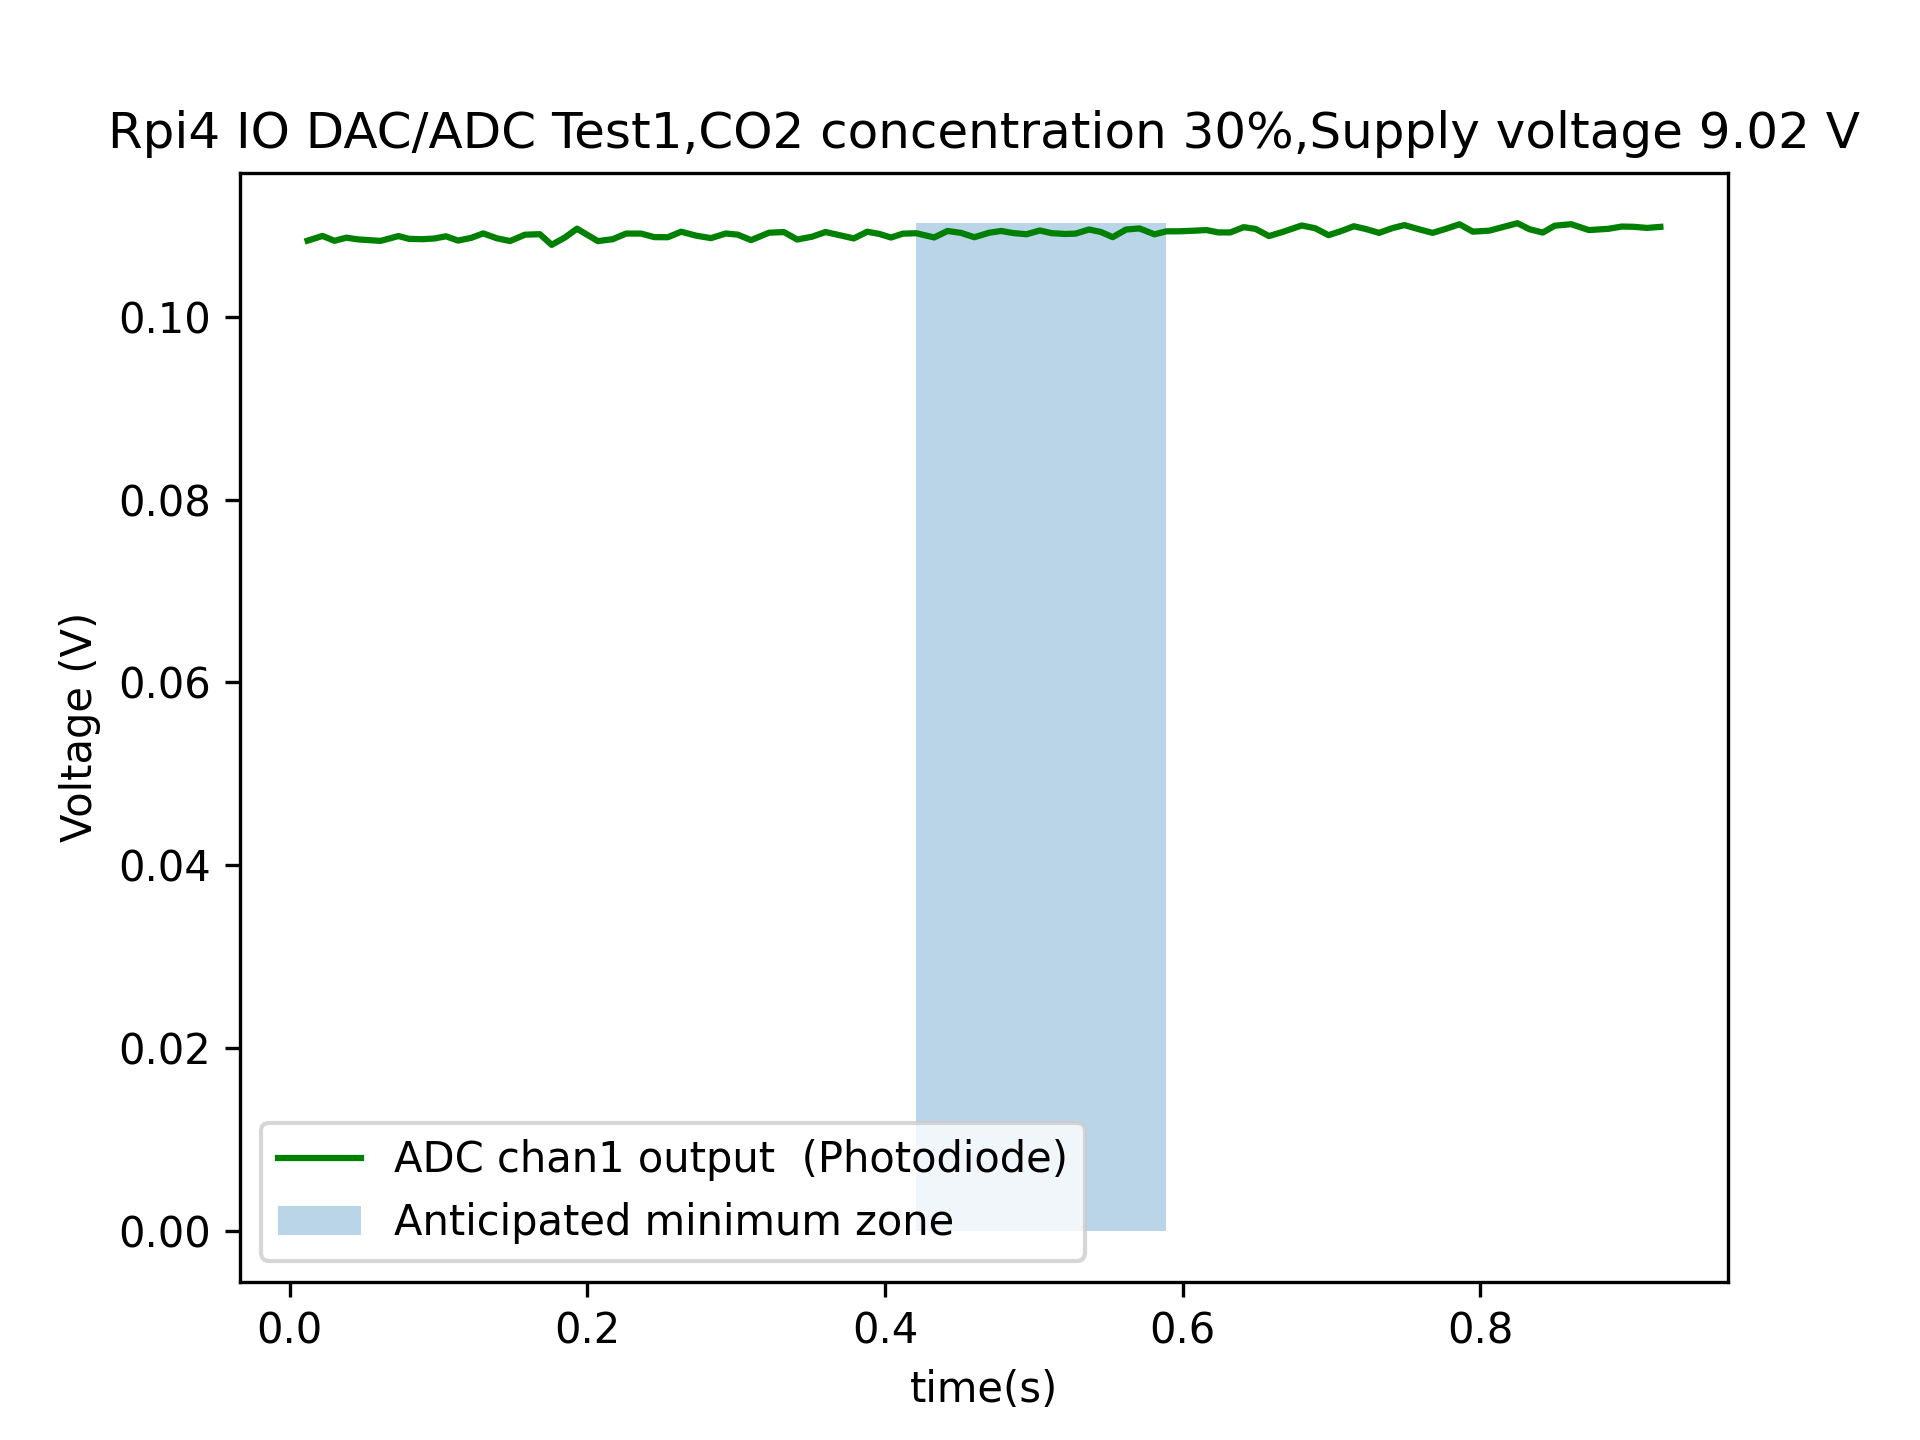 Rpi4 IO DAC/ADC Test1,CO2 concentration 30%,Supply voltage 9.02 V
Voltage (V)
0.10
0.08
0.06
0.04
0.02
0.00
ADC chan1 output  (Photodiode)
Anticipated minimum zone
0.0 0.2 0.4 0.6 0.8
time(s)